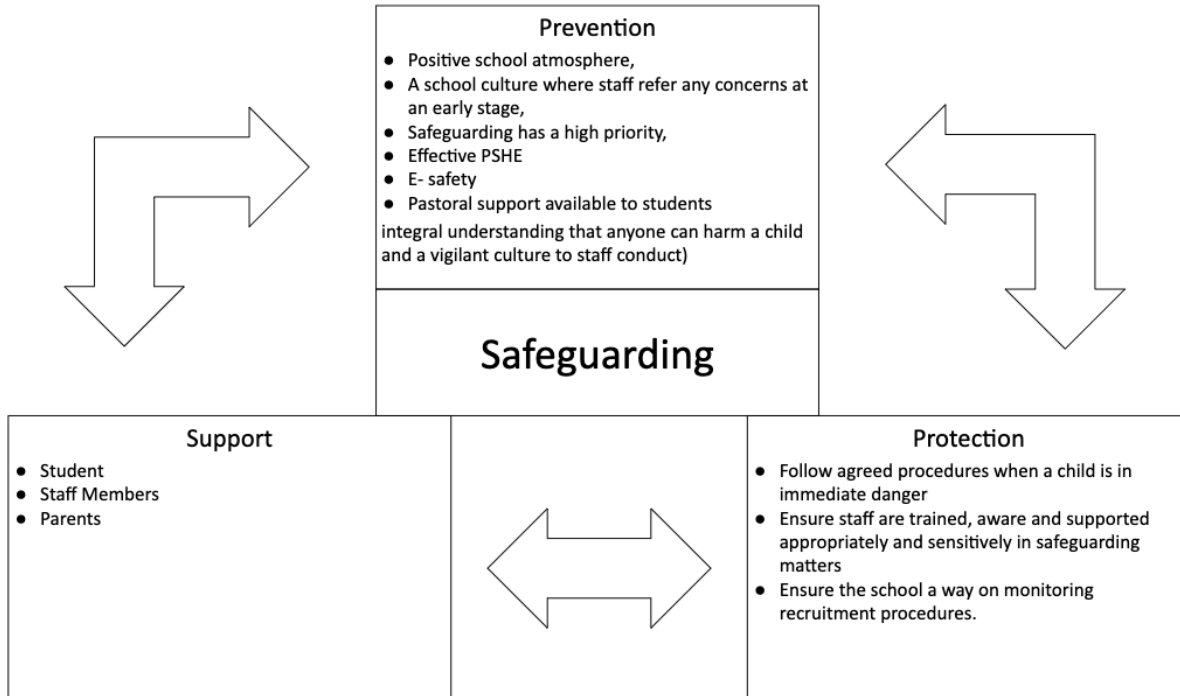 Prevention
● Positive school atmosphere,
● A school culture where staff refer any concerns at
an early stage,
● Safeguarding has a high priority,
● Effective PSHE
● E- safety
● Pastoral support available to students
integral understanding that anyone can harm a child
and a vigilant culture to staff conduct)
Safeguarding
Support
● Student
● Staff Members
● Parents
Protection
● Follow agreed procedures when a child is in
immediate danger
● Ensure staff are trained, aware and supported
appropriately and sensitively in safeguarding
matters
● Ensure the school a way on monitoring
recruitment procedures.